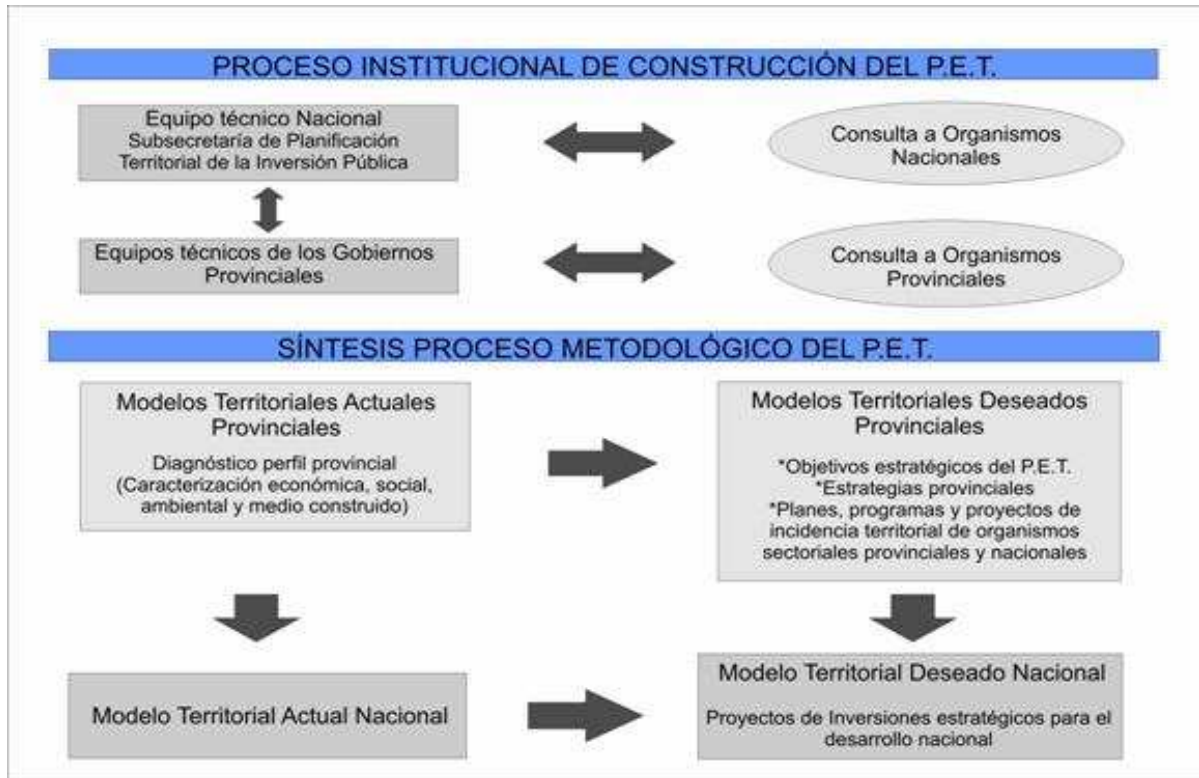 PROCESO INSTITUCIONAL DE CONSTRUCCIÓN DEL P.E.T.
Equipo técnico Nacional
Subsecretaría de Planificación
Territorial de la Inversión Pública
Consulta a Organismos
Nacionales
Equipos técnicos de los Gobiernos
Provinciales
Consulta a Organismos
Provinciales
SÍNTESIS PROCESO METODOLÓGICO DEL P.E.T.
Modelos Territoriales Actuales
Provinciales
Diagnóstico perfil provincial
(Caracterización económica, social,
ambiental y medio construido)
Modelos Territoriales Deseados
Provinciales
*Objetivos estratégicos del P.E.T.
*Estrategias provinciales
*Planes, programas y proyectos de
incidencia territorial de organismos
sectoriales provinciales y nacionales
Modelo Territorial Actual Nacional
Modelo Territorial Deseado Nacional
Proyectos de Inversiones estratégicos para el
desarrollo nacional